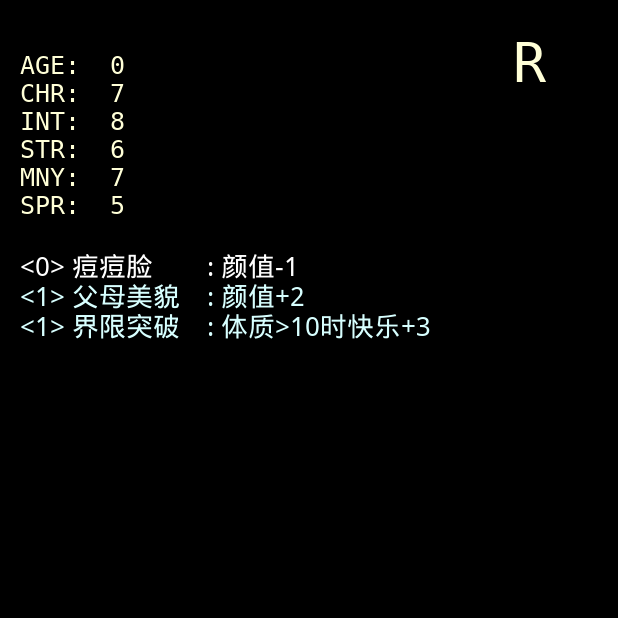 R
AGE: 0
CHR: 7
INT: 8
STR: 6
MNY: 7
SPR: 5
<0> 痘痘脸 : 颜值-1
<1> 父母美貌 : 颜值+2
<1> 界限突破 : 体质>10时快乐+3